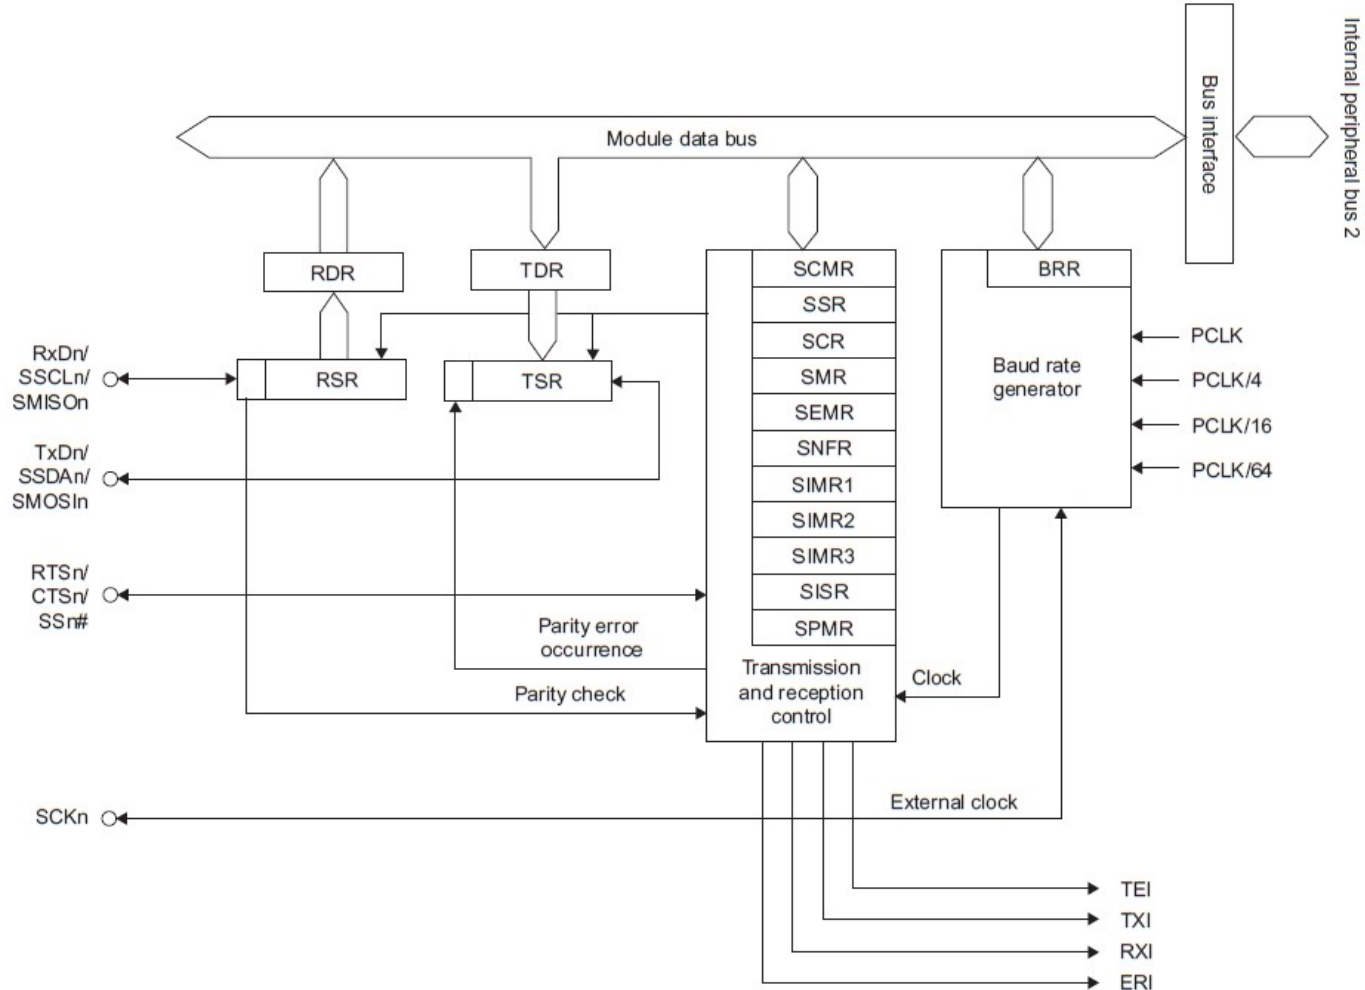 Internal peripheral bus 2
Bus interface
Module data bus
RDR
TDR
SCMR
BRR
SSR
SCR
SMR
SEMR
SNFR
SIMR1
SIMR2
SIMR3
SISR
SPMR
Transmission
and reception
control
Baud rate
generator
PCLK
PCLK/4
PCLK/16
PCLK/64
RxDn/
SSCLn/
SMISOn
RSR
TSR
TxDn/
SSDAn/
SMOSIn
RTSn/
CTSn/
SSn#
Parity error
occurrence
Parity check
Clock
SCKn
External clock
TEI
TXI
RXI
ERI